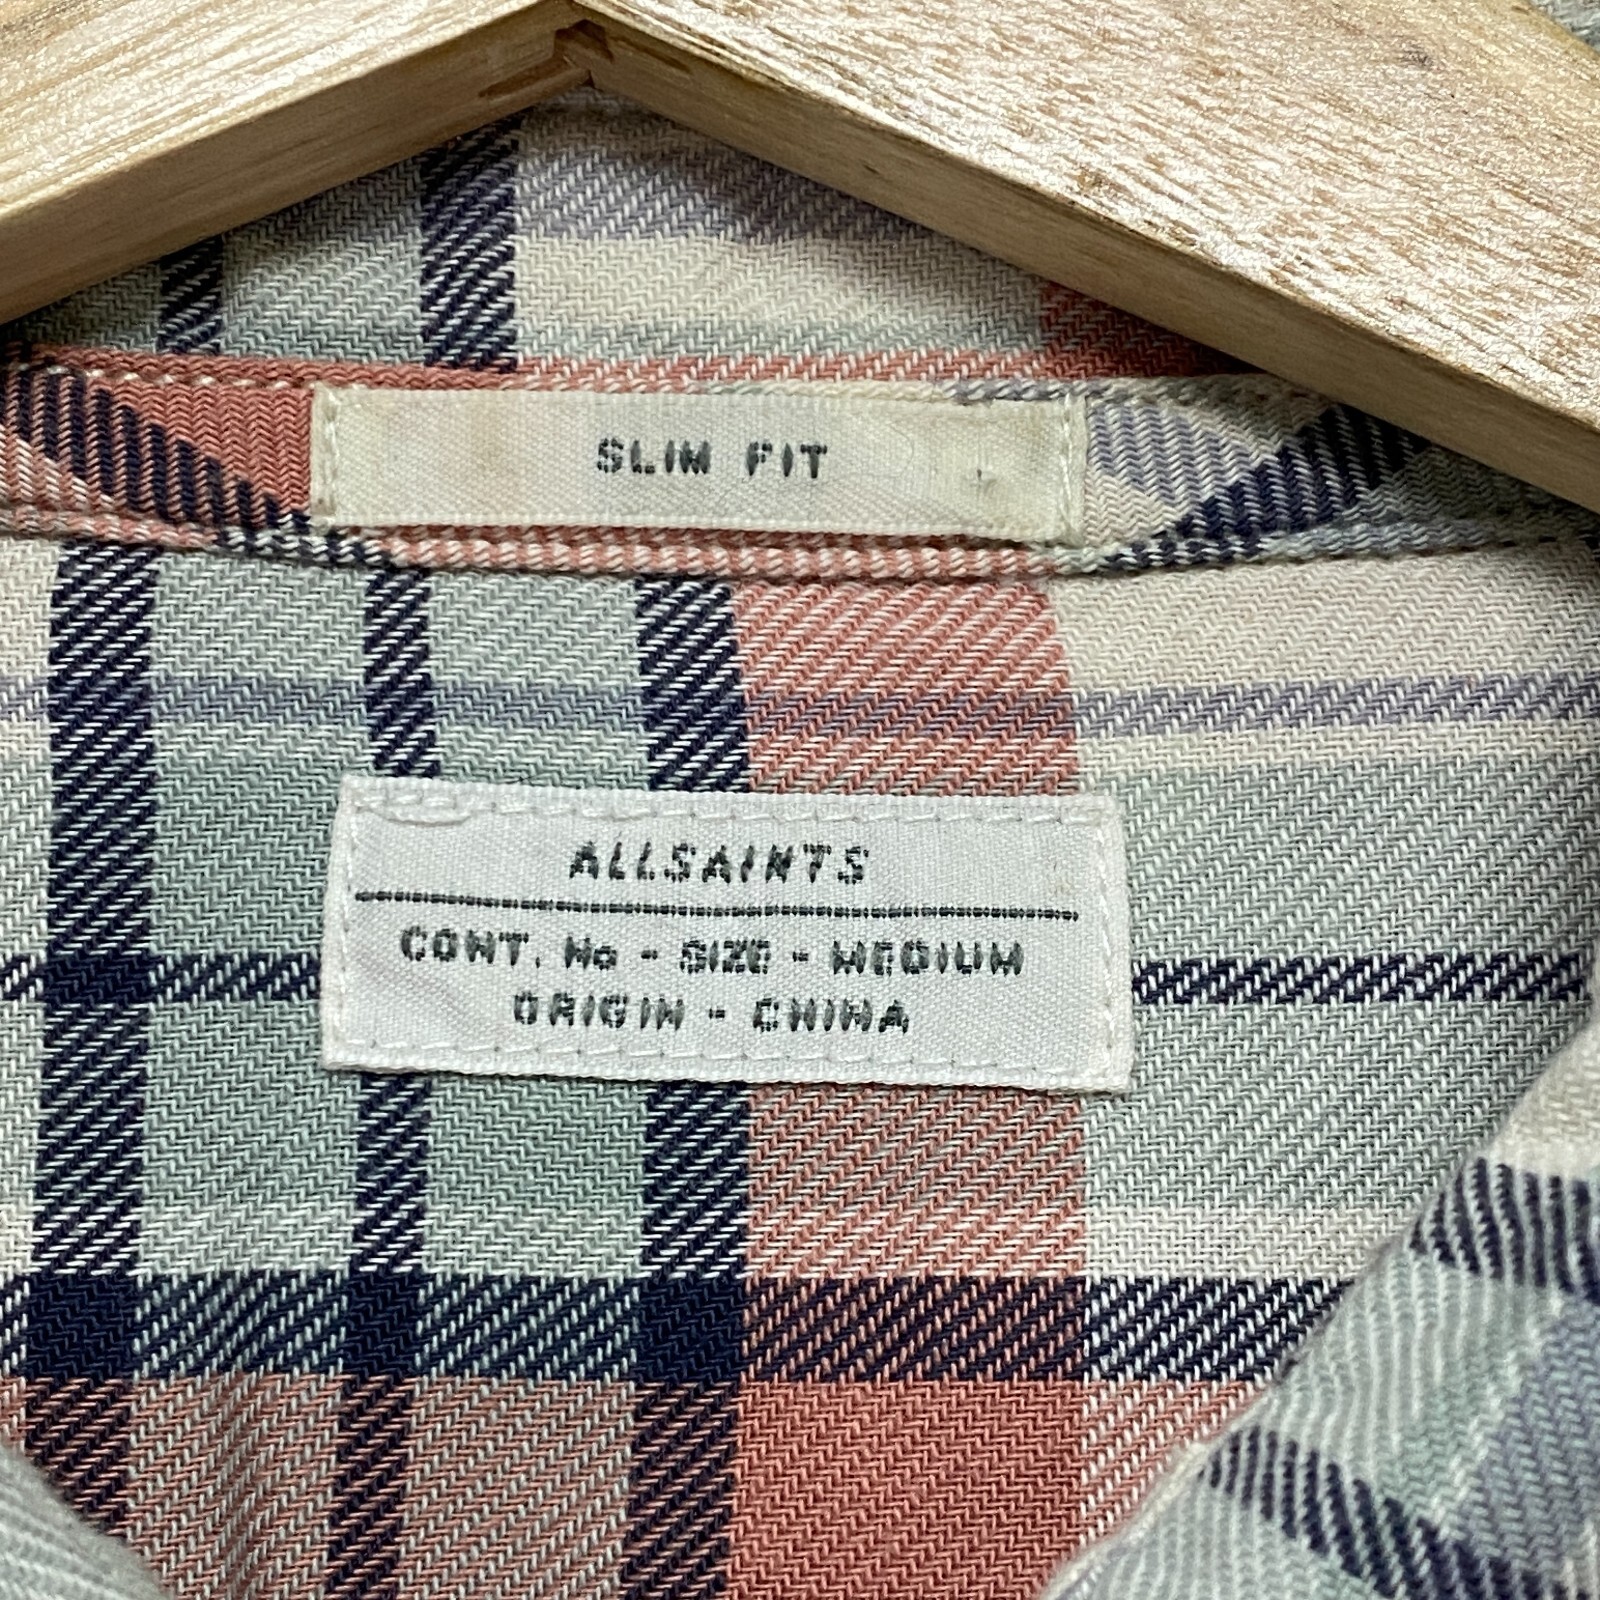 SLIM FIT
ALLSAINTS
CONT. No - SIZE - MEDIUM
ORIGIN - CHINA